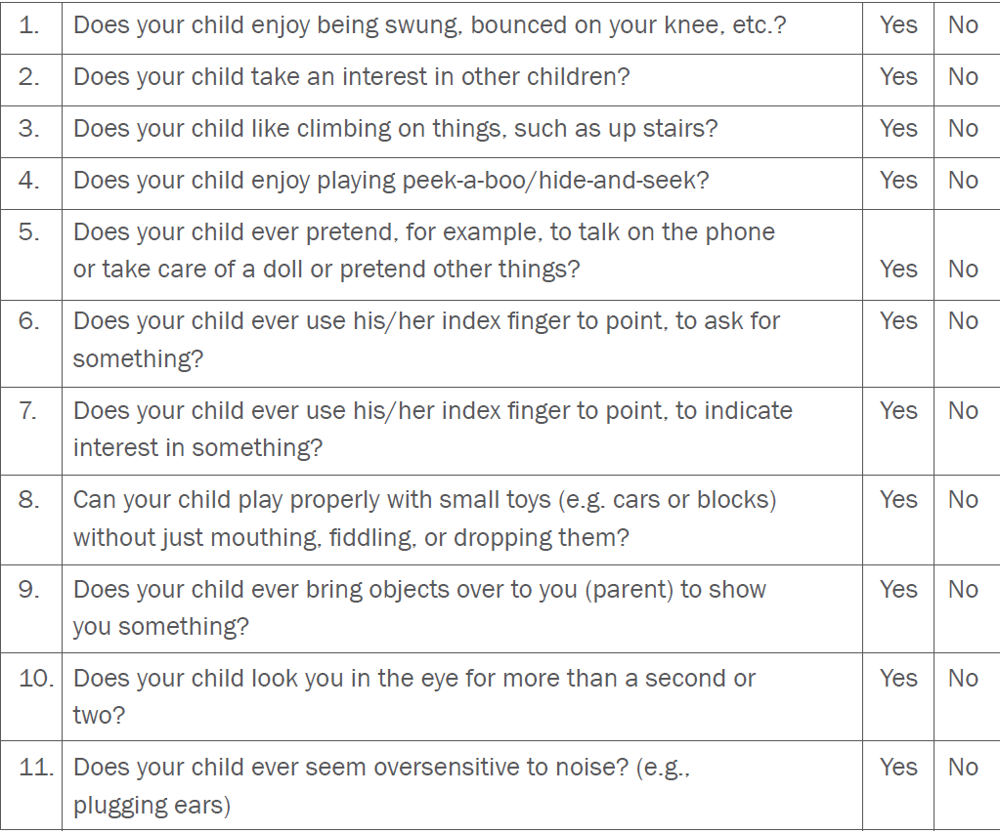 1. Does your child enjoy being swung, bounced on your knee, etc.? Yes No
2. Does your child take an interest in other children? Yes No
3. Does your child like climbing on things, such as up stairs? Yes No
4. Does your child enjoy playing peek-a-boo/hide-and-seek? Yes No
5. Does your child ever pretend, for example, to talk on the phone
or take care of a doll or pretend other things? Yes No
6. Does your child ever use his/her index finger to point, to ask for Yes No
something?
7. Does your child ever use his/her index finger to point, to indicate Yes No
interest in something?
8. Can your child play properly with small toys (e.g. cars or blocks) Yes No
without just mouthing, fiddling, or dropping them?
9. Does your child ever bring objects over to you (parent) to show Yes No
you something?
10. Does your child look you in the eye for more than a second or Yes No
two?
11. Does your child ever seem oversensitive to noise? (e.g., Yes No
plugging ears)